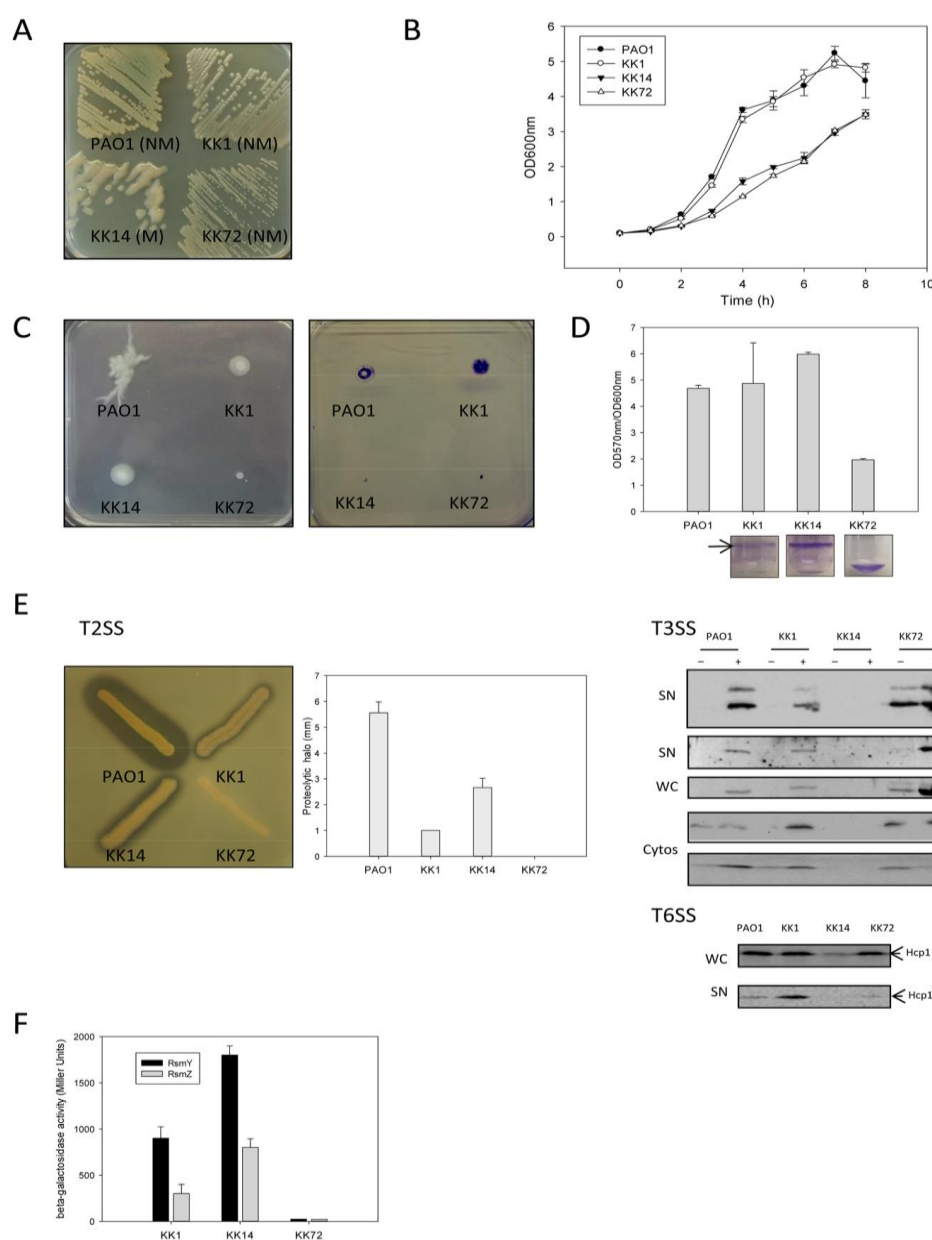 A
PAO1 (NM)
KK1 (NM)
KK14 (M)
KK72 (NM)
B
6
5
4
3
2
1
0
OD600nm
PAO1
KK1
KK14
KK72
0 2 4 6 8 10
Time (h)
C
PAO1
KK1
KK14
KK72
PAO1
KK1
KK14
KK72
D
7
6
5
4
3
2
1
0
OD570nm/OD600nm
PAO1 KK1 KK14 KK72
E
T2SS
PAO1
KK1
KK14
KK72
7
6
5
4
3
2
1
0
Proteolytic halo (mm)
PAO1 KK1 KK14 KK72
T3SS
PAO1 KK1 KK14 KK72
– + – + – + – +
SN
SN
WC
Cytos
T6SS
PAO1 KK1 KK14 KK72
WC
Hcp1
SN
Hcp1
F
2000
1500
1000
500
0
beta-galactosidase activity (Miller Units)
RsmY
RsmZ
KK1 KK14 KK72